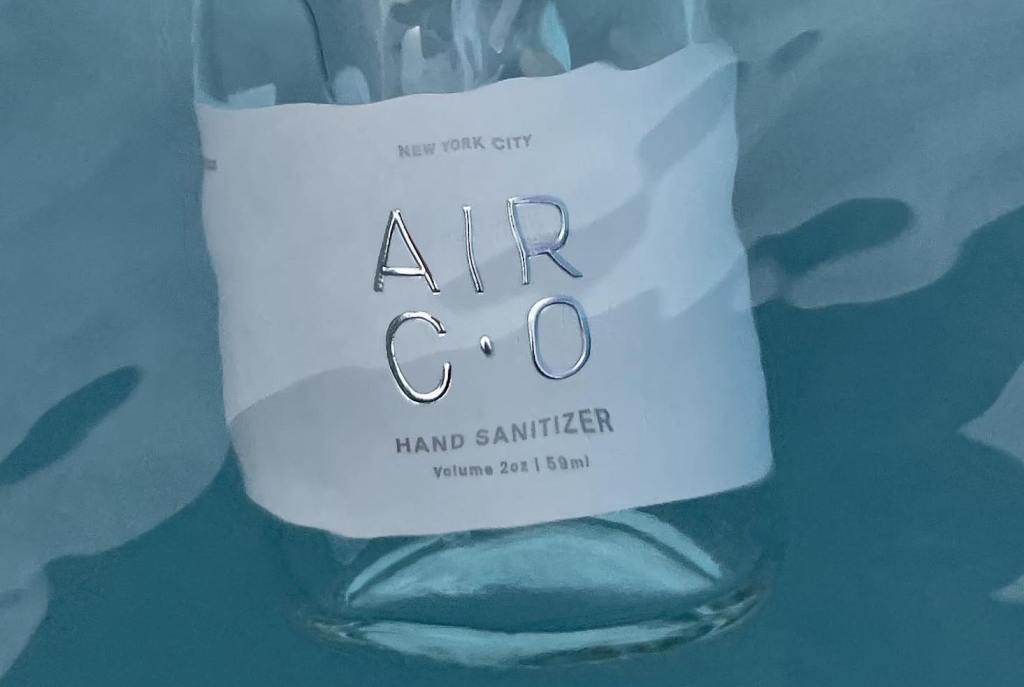 NEW YORK CITY
AIR
C·O
HAND SANITIZER
Volume 2oz | 59ml